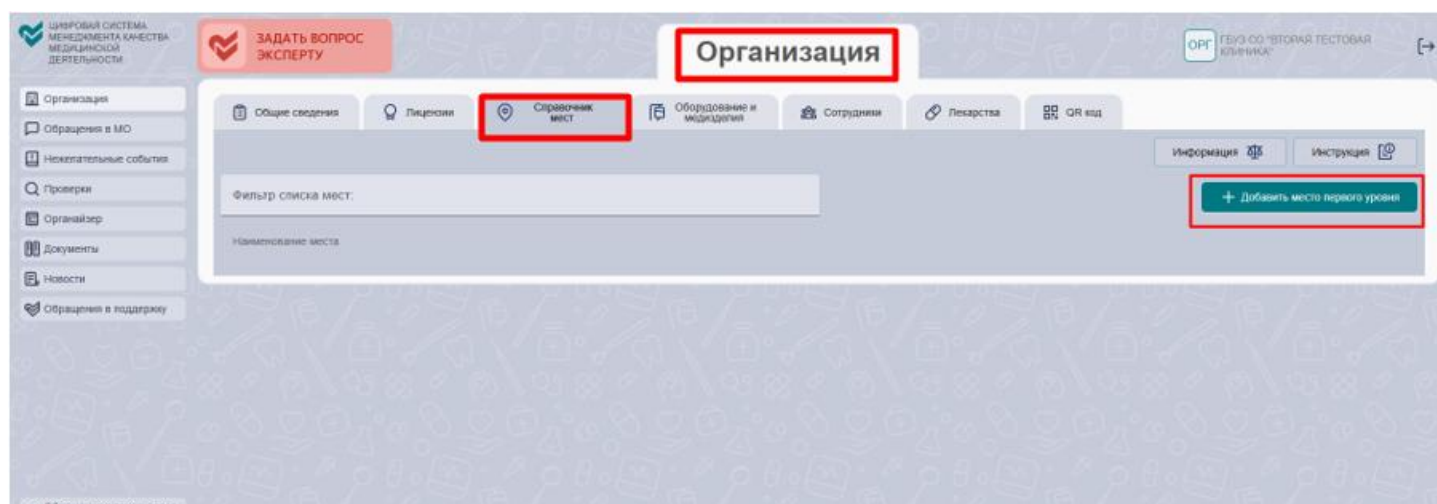 ЦИФРОВАЯ СИСТЕМА
МЕНЕДЖМЕНТА КАЧЕСТВА
МЕДИЦИНСКОЙ
ДЕЯТЕЛЬНОСТИ
ЗАДАТЬ ВОПРОС
ЭКСПЕРТУ
Организация
ОРГ
ГБУЗ СО "ВТОРАЯ ТЕСТОВАЯ
КЛИНИКА"
Организация
Обращения в МО
Нежелательные события
Проверки
Органайзер
Документы
Новости
Обращения в поддержку
Общие сведения
Лицензии
Справочник
мест
Оборудование и
медизделия
Сотрудники
Лекарства
QR код
Информация
Инструкция
Фильтр списка мест:
+ Добавить место первого уровня
Наименование места